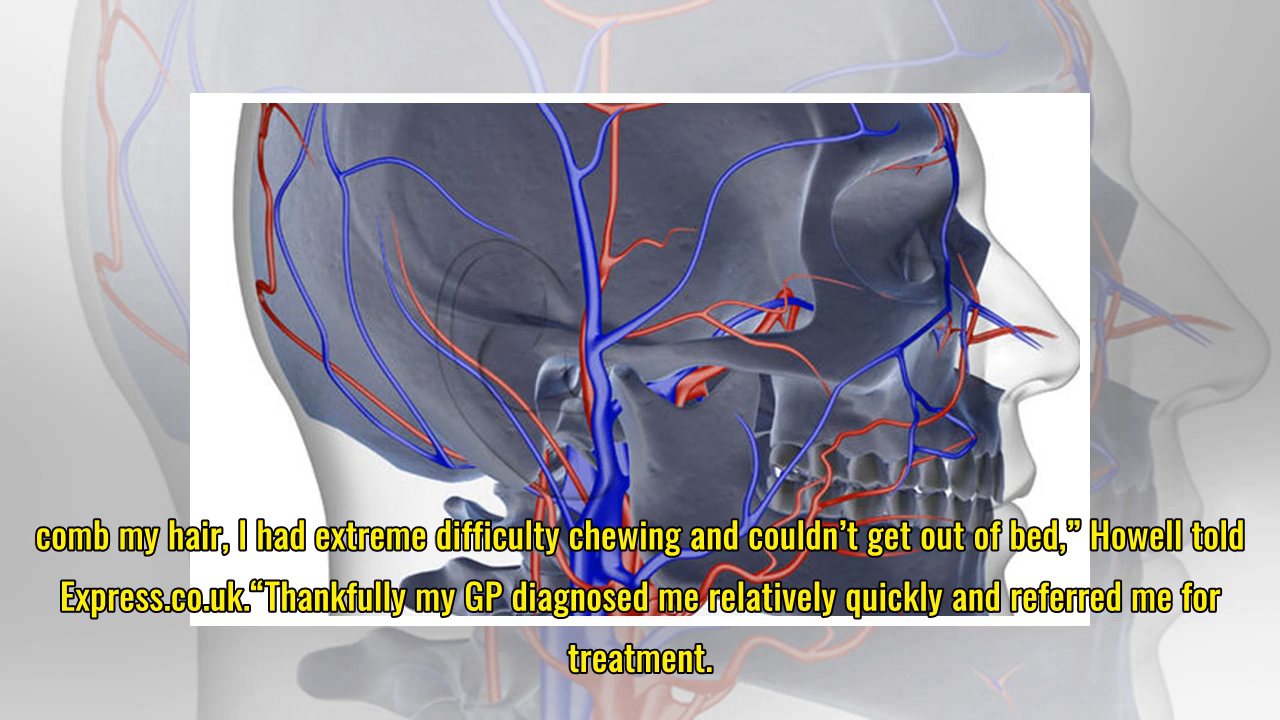 comb my hair, I had extreme difficulty chewing and couldn’t get out of bed,” Howell told
Express.co.uk.“Thankfully my GP diagnosed me relatively quickly and referred me for
treatment.